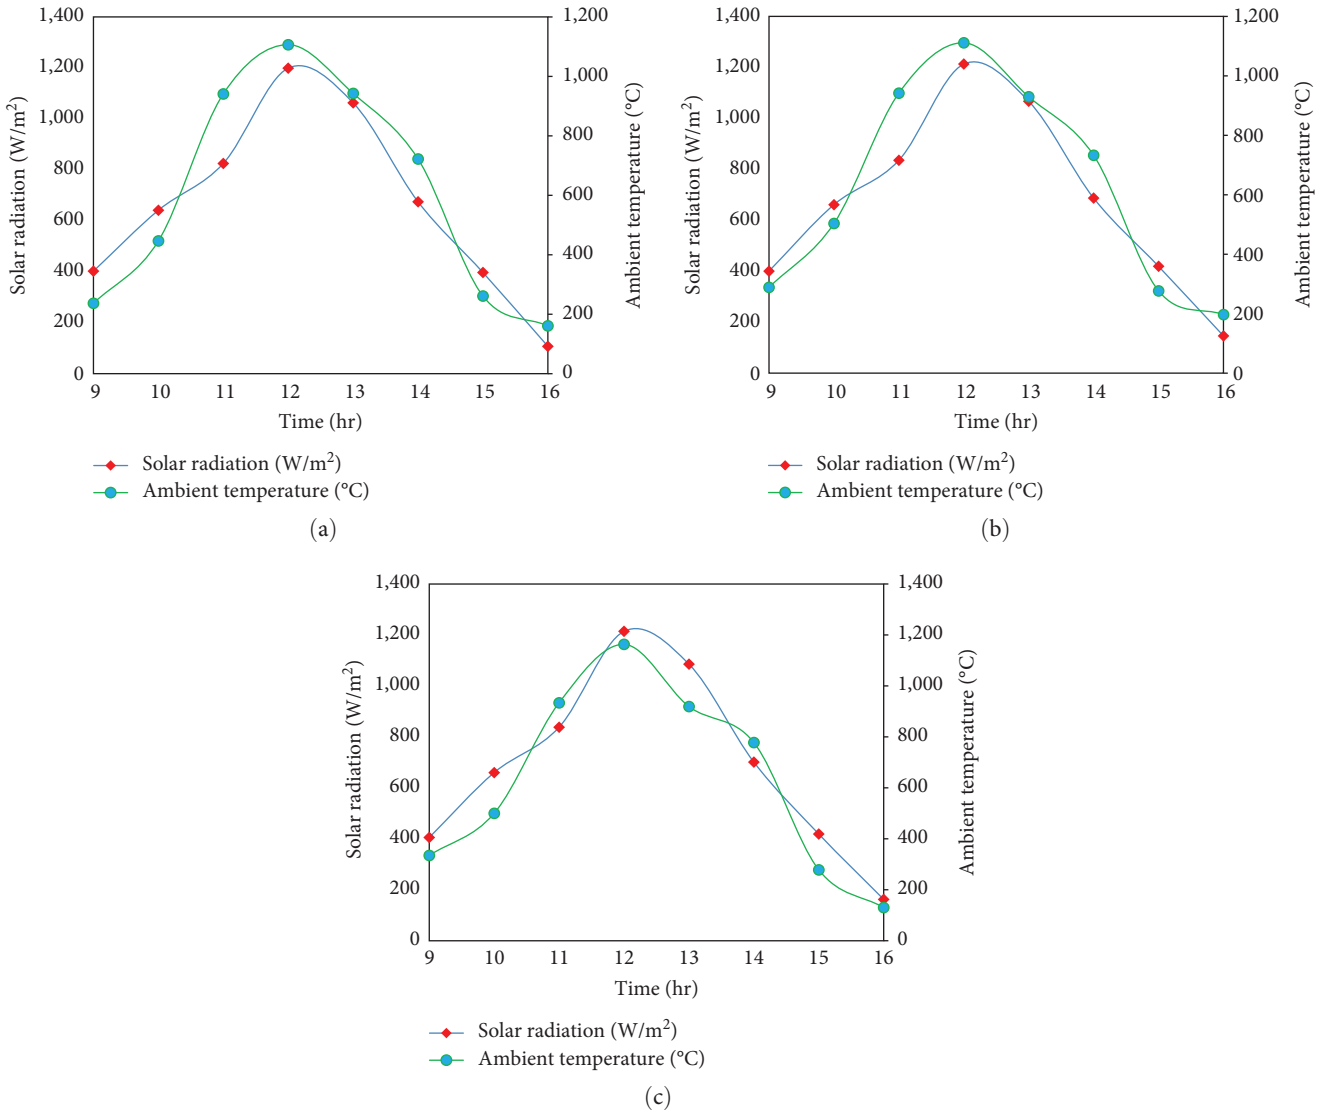 1,400
1,200
1,000
800
600
400
200
0
Solar radiation (W/m²)
1,200
1,000
800
600
400
200
0
Ambient temperature (°C)
9 10 11 12 13 14 15 16
Time (hr)
Solar radiation (W/m²)
Ambient temperature (°C)
(a)
1,400
1,200
1,000
800
600
400
200
0
Solar radiation (W/m²)
1,200
1,000
800
600
400
200
0
Ambient temperature (°C)
9 10 11 12 13 14 15 16
Time (hr)
Solar radiation (W/m²)
Ambient temperature (°C)
(b)
1,400
1,200
1,000
800
600
400
200
0
Solar radiation (W/m²)
1,400
1,200
1,000
800
600
400
200
0
Ambient temperature (°C)
9 10 11 12 13 14 15 16
Time (hr)
Solar radiation (W/m²)
Ambient temperature (°C)
(c)